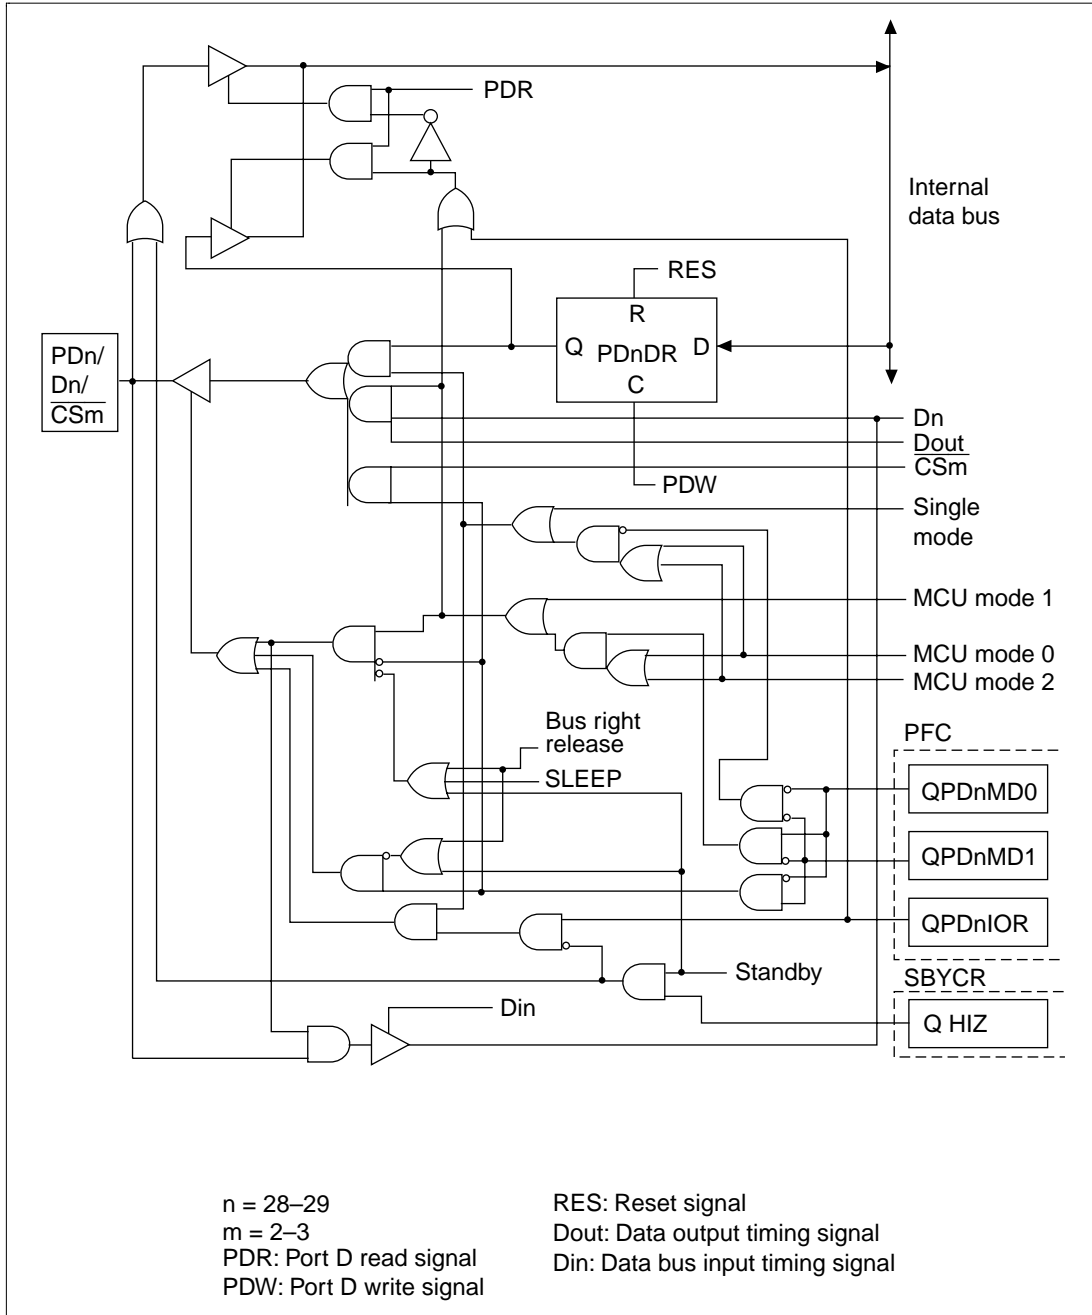 PDR
Internal
data bus
RES
R
Q PDnDR D
C
PDn/
Dn/
CSm
Dn
Dout
CSm
PDW
Single
mode
MCU mode 1
MCU mode 0
MCU mode 2
Bus right
release
SLEEP
PFC
QPDnMD0
QPDnMD1
QPDnIOR
Standby
SBYCR
Q HIZ
Din
n = 28–29
m = 2–3
PDR: Port D read signal
PDW: Port D write signal
RES: Reset signal
Dout: Data output timing signal
Din: Data bus input timing signal